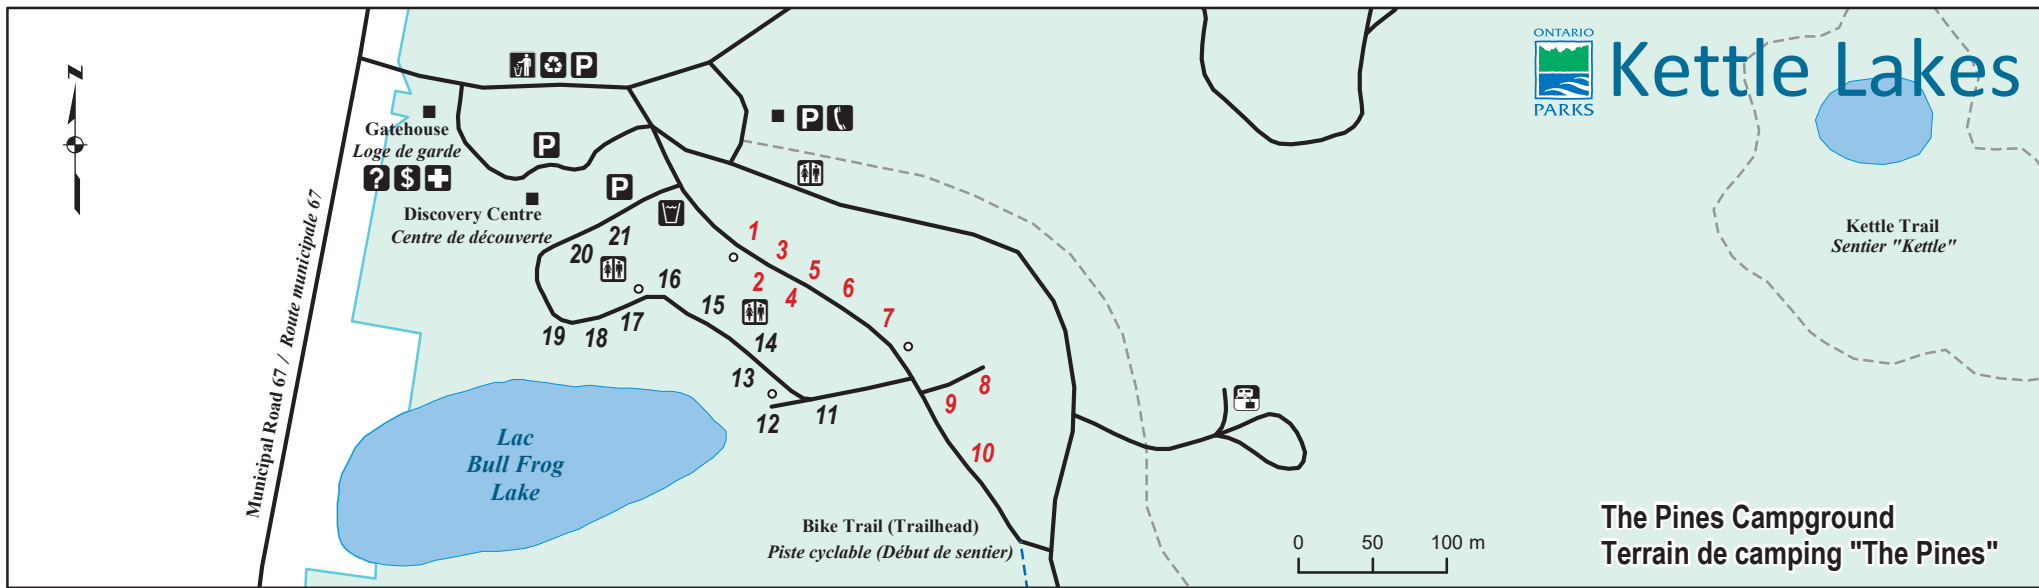 ONTARIO
PARKS
Kettle Lakes
N
P
P
Gatehouse
Loge de garde
P
? $
P
Discovery Centre
Centre de découverte
Municipal Road 67 / Route municipale 67
Kettle Trail
Sentier "Kettle"
1
2
3
4
5
6
7
8
9
10
11
12
13
14
15
16
17
18
19
20
21
Lac
Bull Frog
Lake
Bike Trail (Trailhead)
Piste cyclable (Début de sentier)
0 50 100 m
The Pines Campground
Terrain de camping "The Pines"